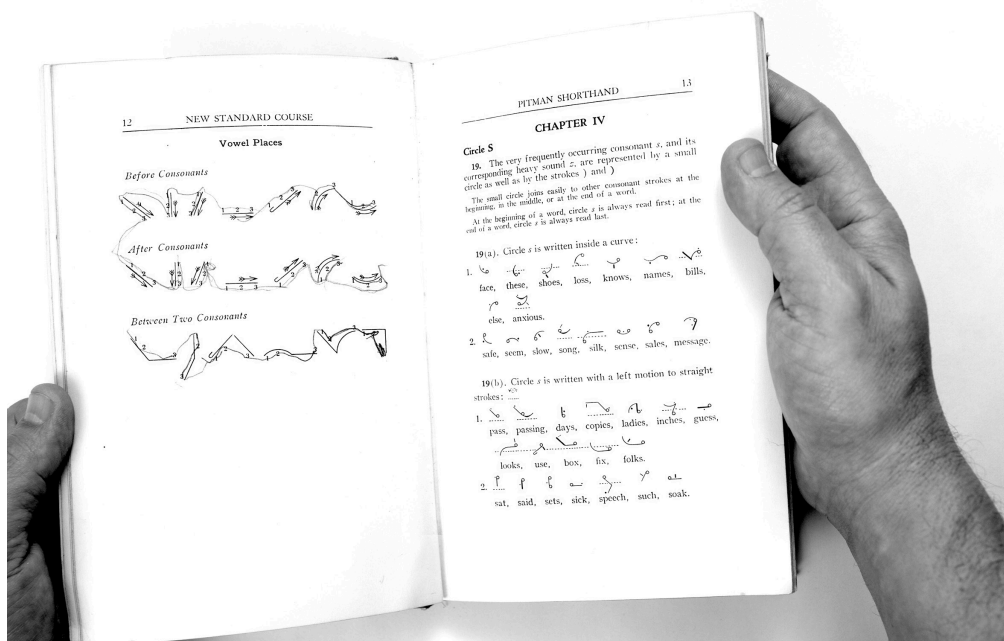 12 NEW STANDARD COURSE
Vowel Places
Before Consonants
After Consonants
Between Two Consonants
PITMAN SHORTHAND 13
CHAPTER IV
Circle S
19. The very frequently occurring consonant s, and its
corresponding heavy sound z, are represented by a small
circle as well as by the strokes ) and )
The small circle joins easily to other consonant strokes at the
beginning, in the middle, or at the end of a word.
At the beginning of a word, circle s is always read first; at the
end of a word, circle s is always read last.
19(a). Circle s is written inside a curve:
1.
face, these, shoes, loss, knows, names, bills,
else, anxious.
2.
safe, seem, slow, song, silk, sense, sales, message.
19(b). Circle s is written with a left motion to straight
strokes:
1.
pass, passing, days, copies, ladies, inches, guess,
looks, use, box, fix, folks.
2.
sat, said, sets, sick, speech, such, soak.